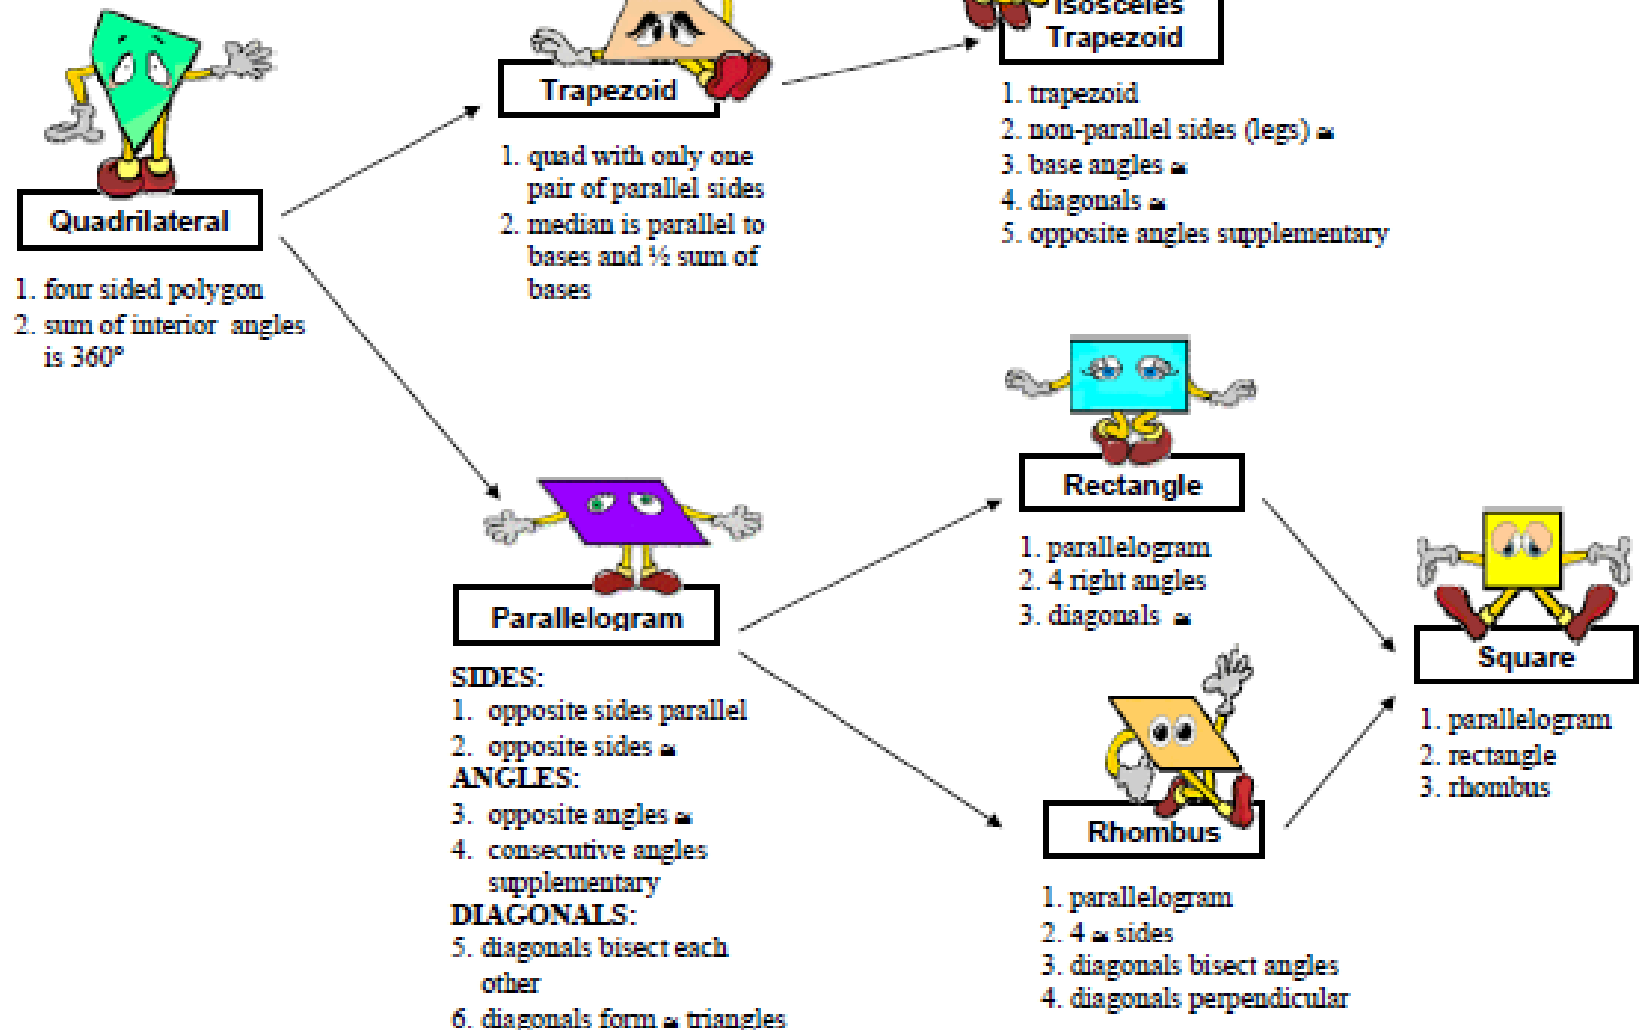 Quadrilateral
1. four sided polygon
2. sum of interior angles
is 360°
Trapezoid
1. quad with only one
pair of parallel sides
2. median is parallel to
bases and ½ sum of
bases
Isosceles
Trapezoid
1. trapezoid
2. non-parallel sides (legs) ≅
3. base angles ≅
4. diagonals ≅
5. opposite angles supplementary
Parallelogram
SIDES:
1. opposite sides parallel
2. opposite sides ≅
ANGLES:
3. opposite angles ≅
4. consecutive angles
supplementary
DIAGONALS:
5. diagonals bisect each
other
6. diagonals form ≅ triangles
Rectangle
1. parallelogram
2. 4 right angles
3. diagonals ≅
Rhombus
1. parallelogram
2. 4 ≅ sides
3. diagonals bisect angles
4. diagonals perpendicular
Square
1. parallelogram
2. rectangle
3. rhombus